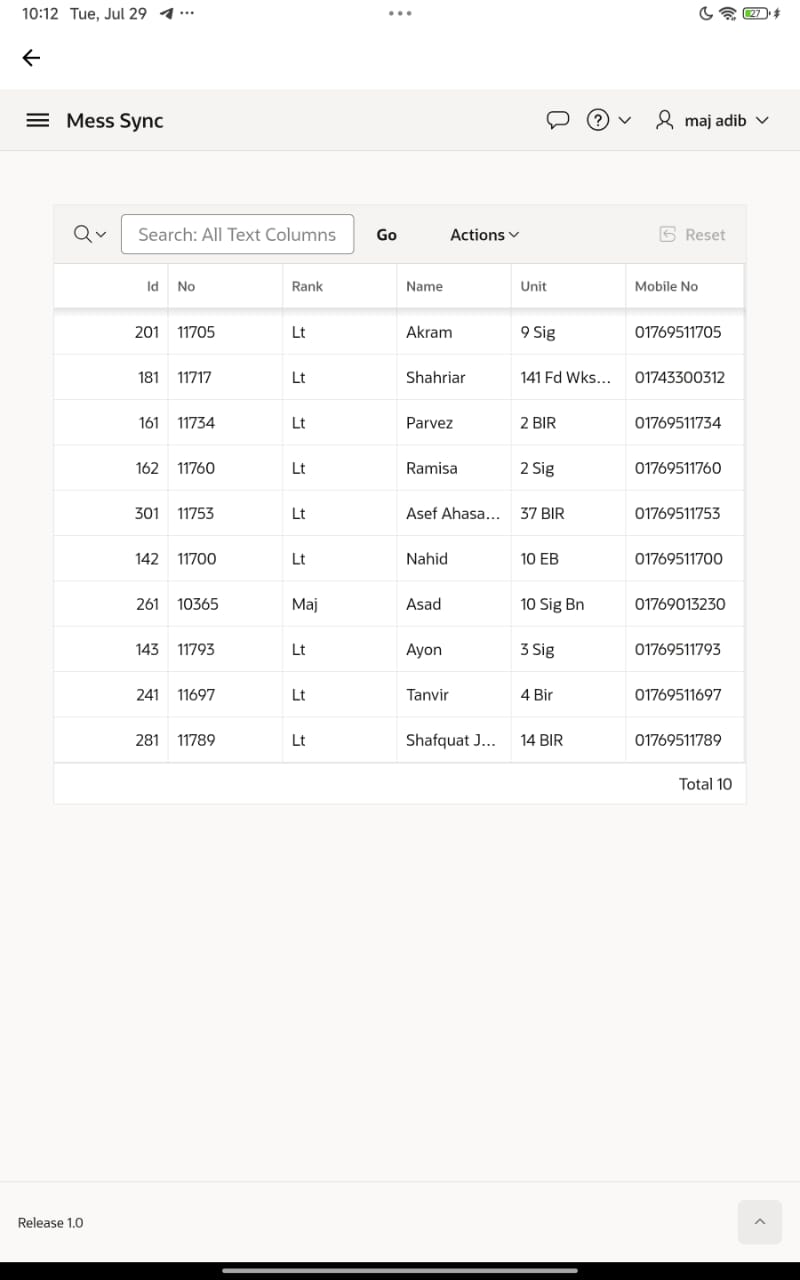 10:12 Tue, Jul 29
27
Mess Sync
maj adib
Search: All Text Columns Go Actions Reset
Id No Rank Name Unit Mobile No
201 11705 Lt Akram 9 Sig 01769511705
181 11717 Lt Shahriar 141 Fd Wks... 01743300312
161 11734 Lt Parvez 2 BIR 01769511734
162 11760 Lt Ramisa 2 Sig 01769511760
301 11753 Lt Asef Ahasa... 37 BIR 01769511753
142 11700 Lt Nahid 10 EB 01769511700
261 10365 Maj Asad 10 Sig Bn 01769013230
143 11793 Lt Ayon 3 Sig 01769511793
241 11697 Lt Tanvir 4 Bir 01769511697
281 11789 Lt Shafquat J... 14 BIR 01769511789
Total 10
Release 1.0